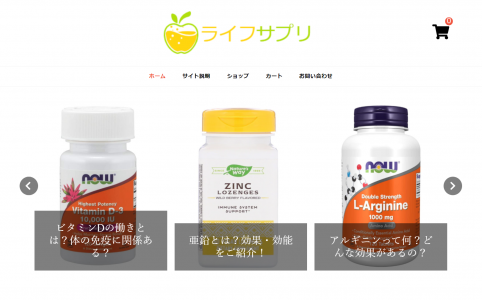 ライフサプリ
0
ホーム サイト説明 ショップ カート お問い合わせ
now
Highest Potency
Vitamin D-3
10,000 IU
ビタミンDの働きと
は？体の免疫に関係あ
る？
Nature's Way
ZINC
LOZENGES
IMMUNE SYSTEM
SUPPORT
亜鉛とは？効果・効能
をご紹介！
now
Double Strength
L-Arginine
1000 mg
アルギニンって何？ど
んな効果があるの？